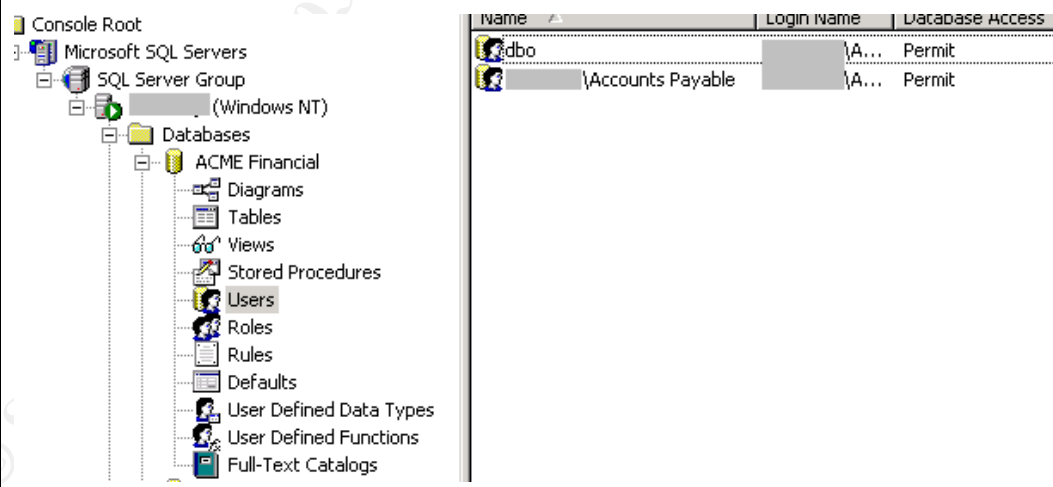 Console Root
Microsoft SQL Servers
SQL Server Group
(Windows NT)
Databases
ACME Financial
Diagrams
Tables
Views
Stored Procedures
Users
Roles
Rules
Defaults
User Defined Data Types
User Defined Functions
Full-Text Catalogs
Name Login Name Database Access
dbo \A... Permit
\Accounts Payable \A... Permit